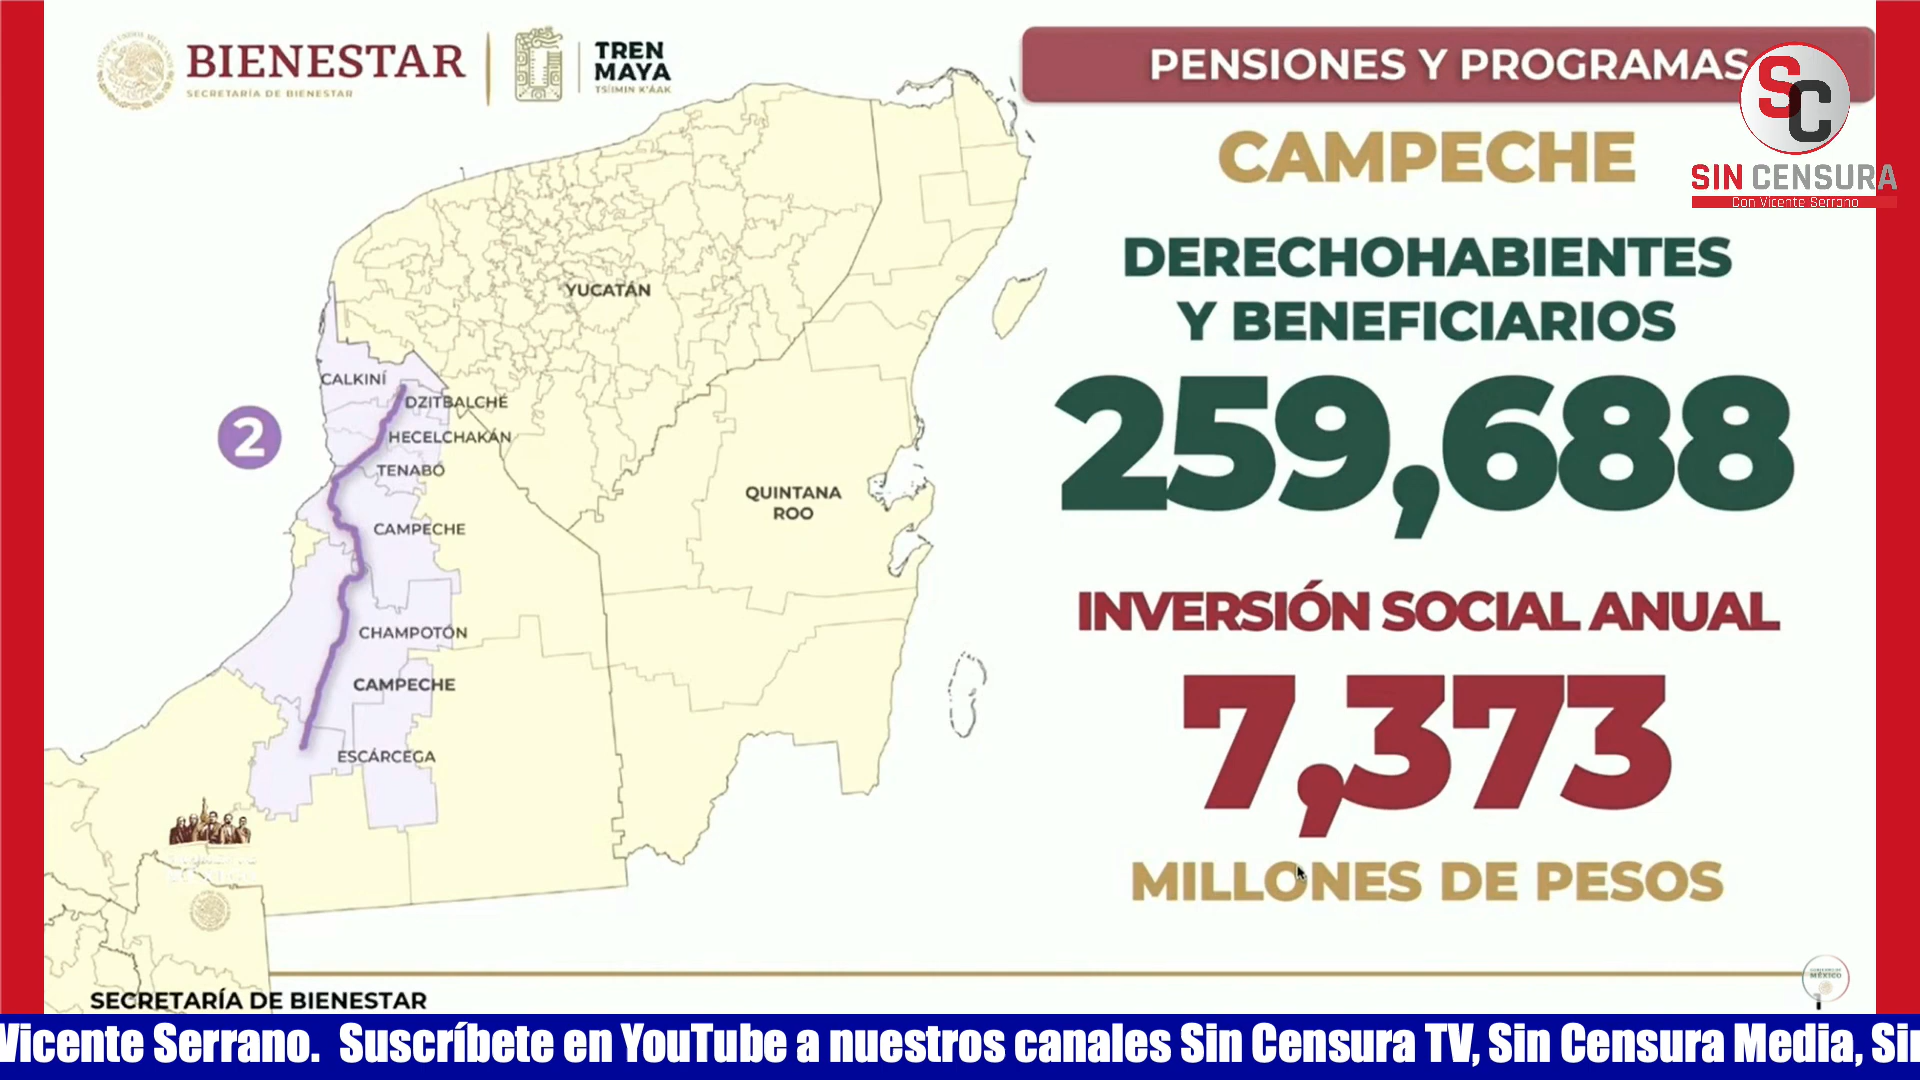 BIENESTAR
SECRETARÍA DE BIENESTAR
TREN
MAYA
TSÍIMIN K'ÁAK
PENSIONES Y PROGRAMAS
SC
SIN CENSURA
Con Vicente Serrano
CAMPECHE
DERECHOHABIENTES
Y BENEFICIARIOS
259,688
INVERSIÓN SOCIAL ANUAL
7,373
MILLONES DE PESOS
YUCATÁN
CALKINÍ
DZITBALCHÉ
2
HECELCHAKÁN
TENABÓ
QUINTANA
ROO
CAMPECHE
CHAMPOTÓN
CAMPECHE
ESCÁRCEGA
MÉXICO
1
SECRETARÍA DE BIENESTAR
Vicente Serrano. Suscríbete en YouTube a nuestros canales Sin Censura TV, Sin Censura Media, Sin